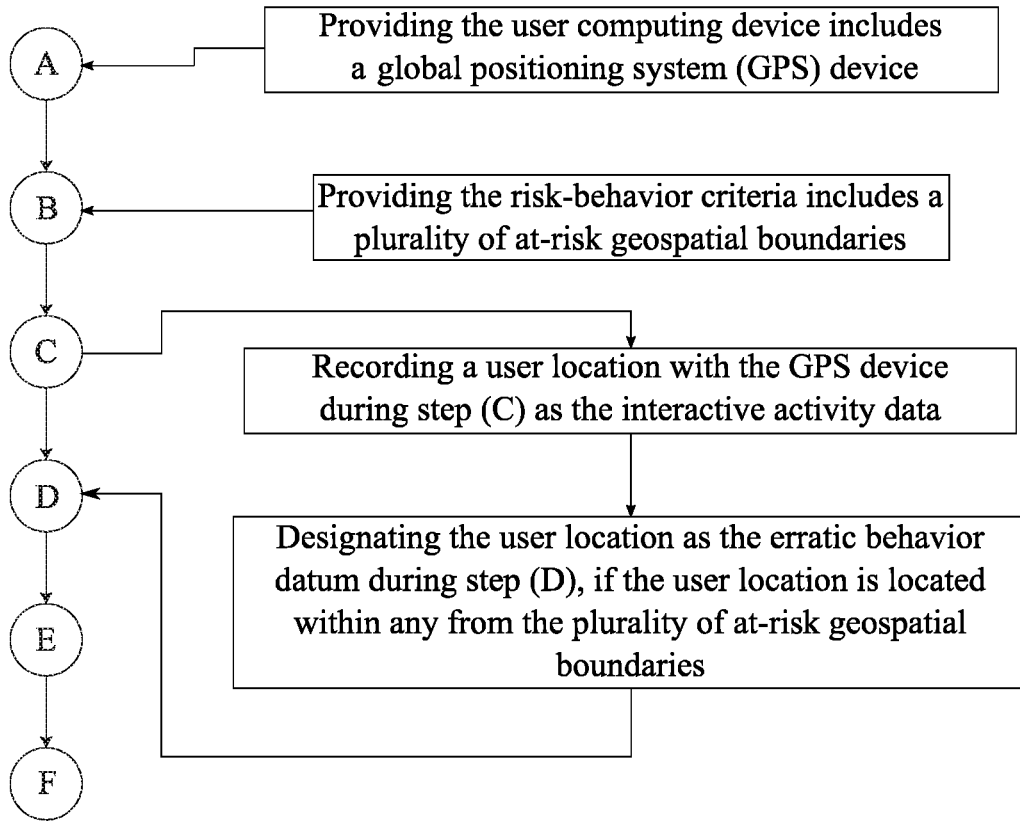 A
Providing the user computing device includes
a global positioning system (GPS) device
B
Providing the risk-behavior criteria includes a
plurality of at-risk geospatial boundaries
C
Recording a user location with the GPS device
during step (C) as the interactive activity data
D
Designating the user location as the erratic behavior
datum during step (D), if the user location is located
within any from the plurality of at-risk geospatial
boundaries
E
F